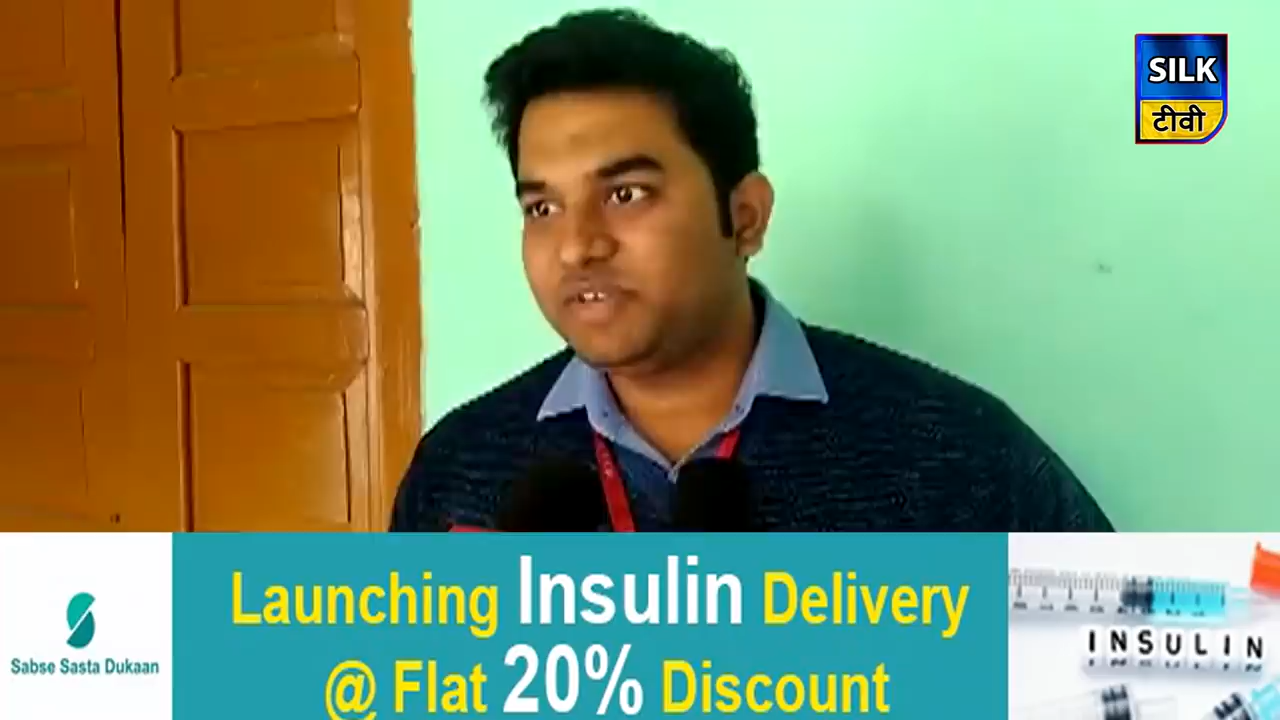 SILK
टीवी
Launching Insulin Delivery
@ Flat 20% Discount
Sabse Sasta Dukaan
INSULIN